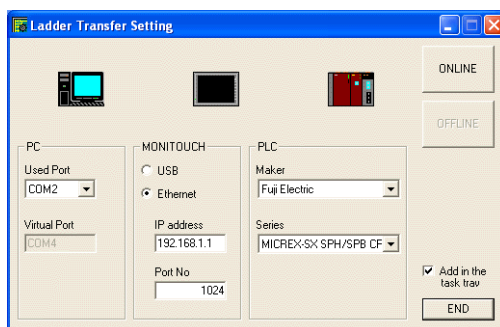 Ladder Transfer Setting
ONLINE
OFFLINE
PC
Used Port
COM2
Virtual Port
COM4
MONITOUCH
USB
Ethernet
IP address
192.168.1.1
Port No
1024
PLC
Maker
Fuji Electric
Series
MICREX-SX SPH/SPB CF
Add in the
task tray
END